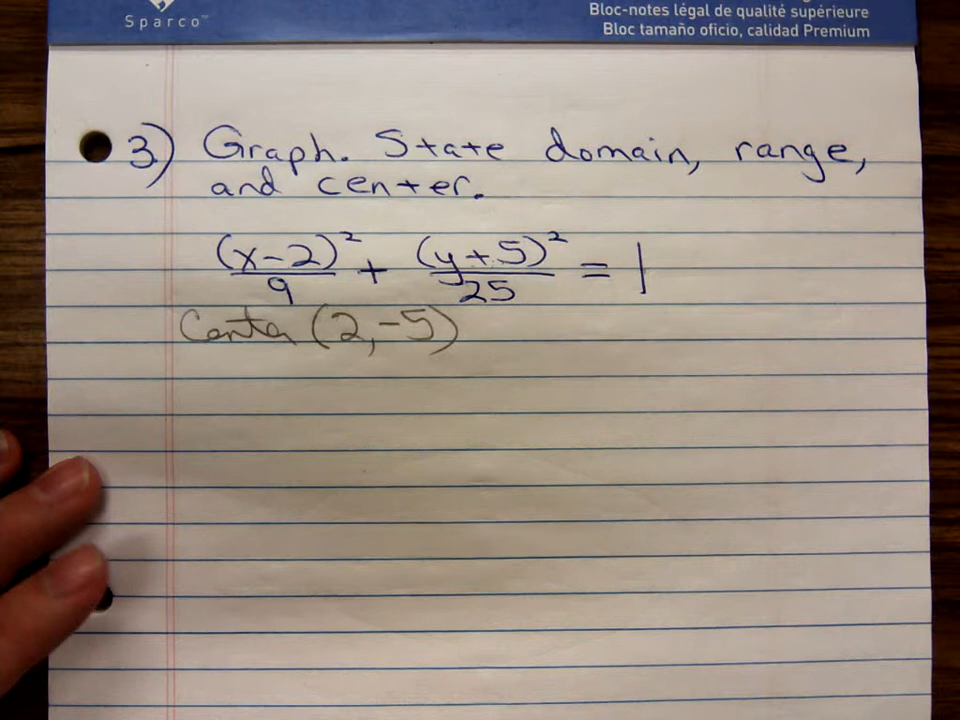 Sparco™
Bloc-notes légal de qualité supérieure
Bloc tamaño oficio, calidad Premium
3) Graph. State domain, range,
and center.
(x-2)²/9 + (y+5)²/25 = 1
Center (2,-5)